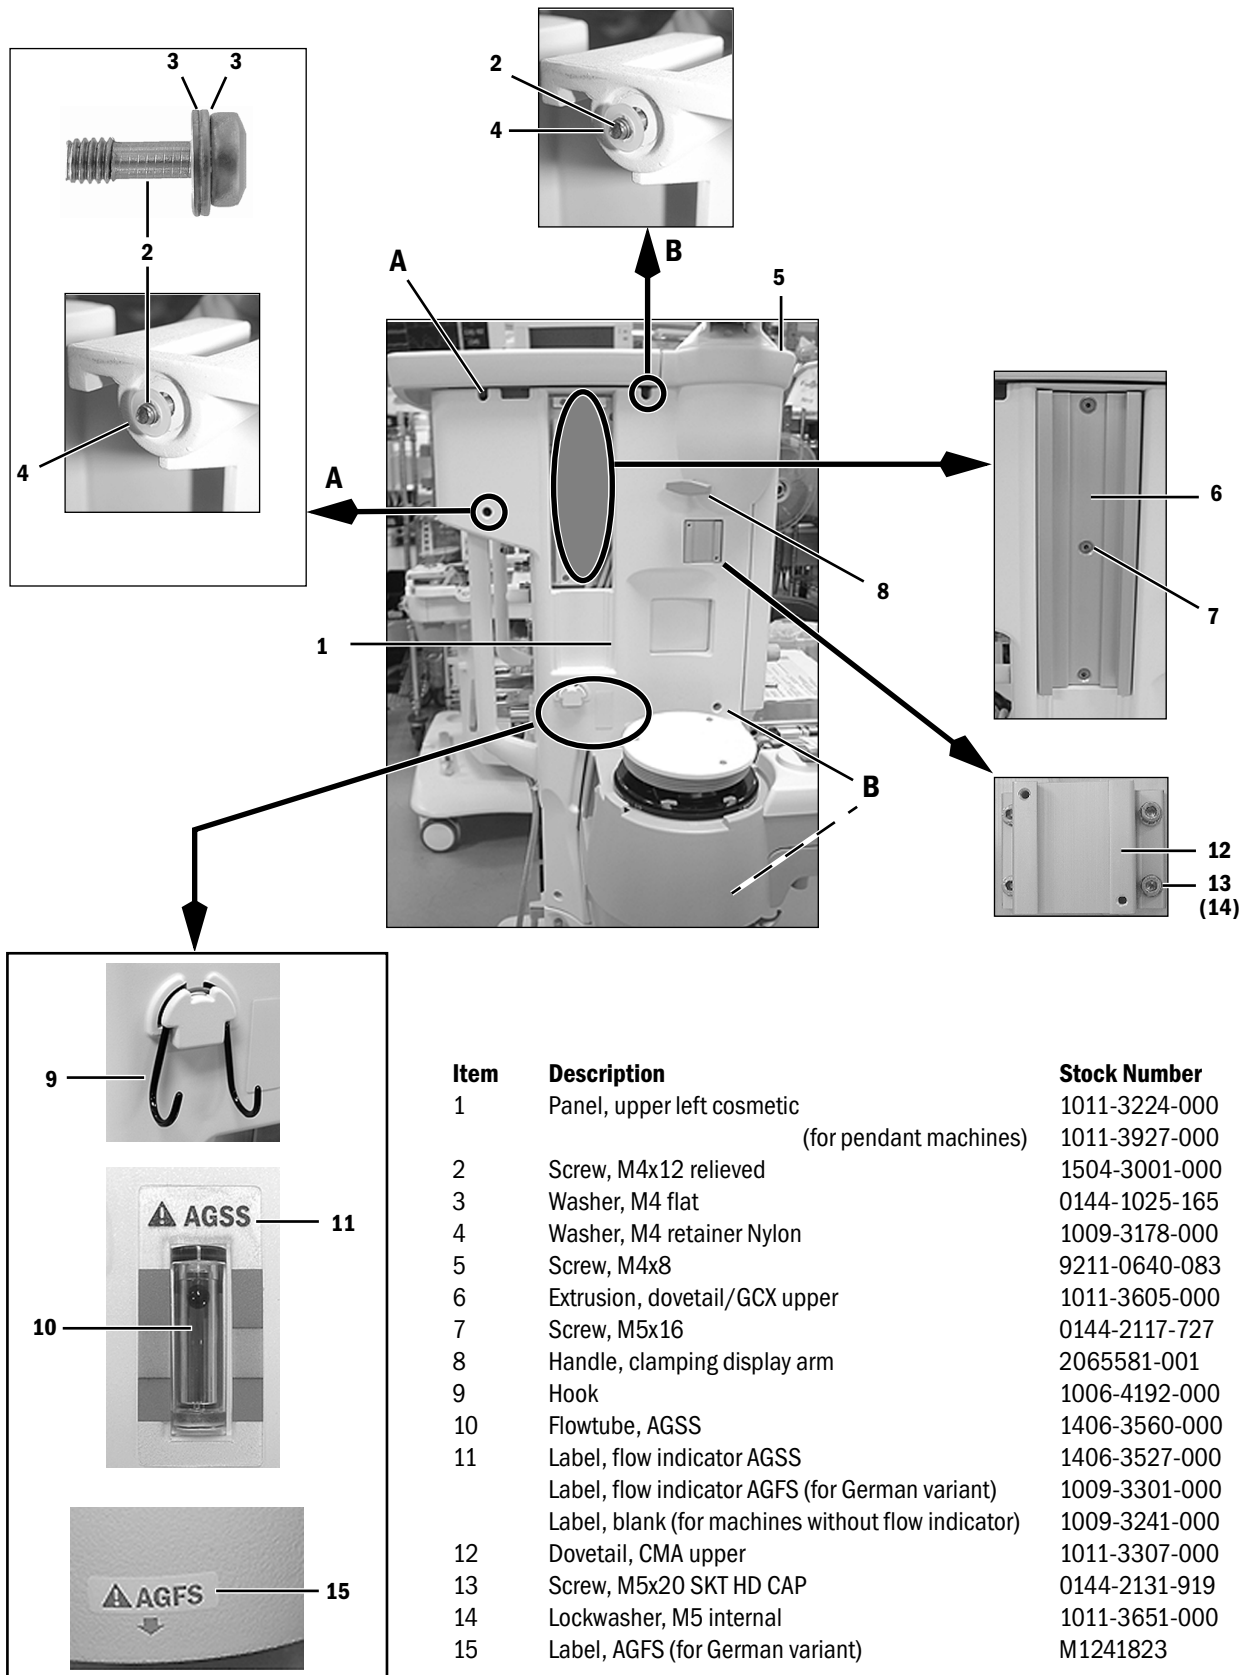 3 3
2
4
2
A
B
5
4
A
6
7
8
1
B
12
13
(14)
9
AGSS
11
10
AGFS
15
Item Description Stock Number
1 Panel, upper left cosmetic 1011-3224-000
(for pendant machines) 1011-3927-000
2 Screw, M4x12 relieved 1504-3001-000
3 Washer, M4 flat 0144-1025-165
4 Washer, M4 retainer Nylon 1009-3178-000
5 Screw, M4x8 9211-0640-083
6 Extrusion, dovetail/GCX upper 1011-3605-000
7 Screw, M5x16 0144-2117-727
8 Handle, clamping display arm 2065581-001
9 Hook 1006-4192-000
10 Flowtube, AGSS 1406-3560-000
11 Label, flow indicator AGSS 1406-3527-000
Label, flow indicator AGFS (for German variant) 1009-3301-000
Label, blank (for machines without flow indicator) 1009-3241-000
12 Dovetail, CMA upper 1011-3307-000
13 Screw, M5x20 SKT HD CAP 0144-2131-919
14 Lockwasher, M5 internal 1011-3651-000
15 Label, AGFS (for German variant) M1241823